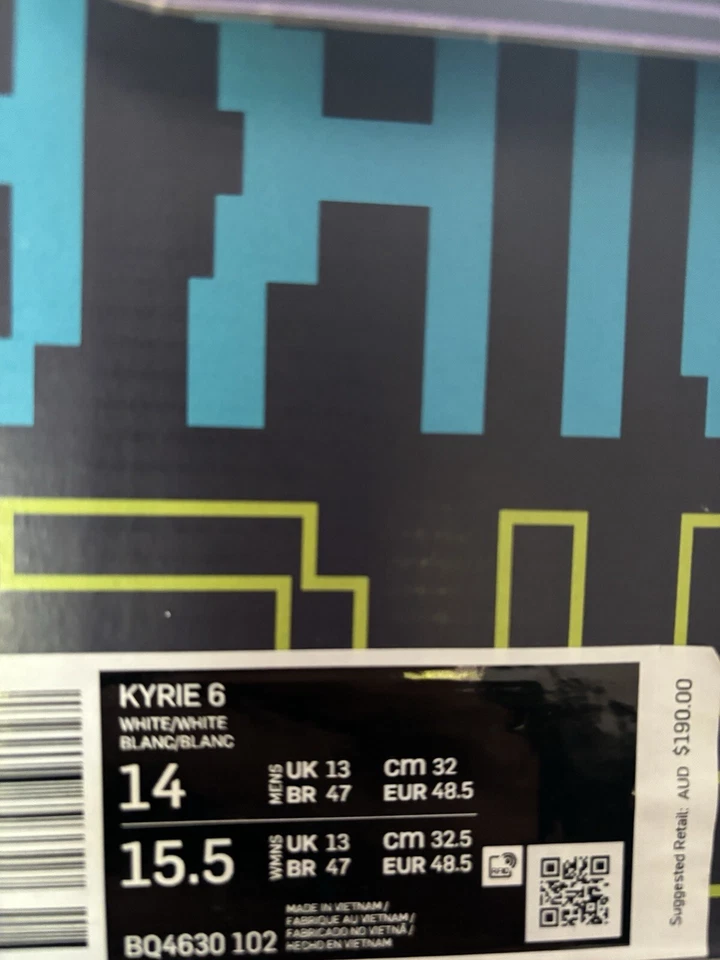 KYRIE 6
WHITE/WHITE
BLANC/BLANC
14
MENS
UK 13
cm 32
BR 47
EUR 48.5
15.5
WMNS
UK 13
cm 32.5
BR 47
EUR 48.5
BQ4630 102
MADE IN VIETNAM /
FABRIQUE AU VIETNAM /
FABRICADO NO VIETNÃ /
HECHO EN VIETNAM
Suggested Retail: AUD $190.00